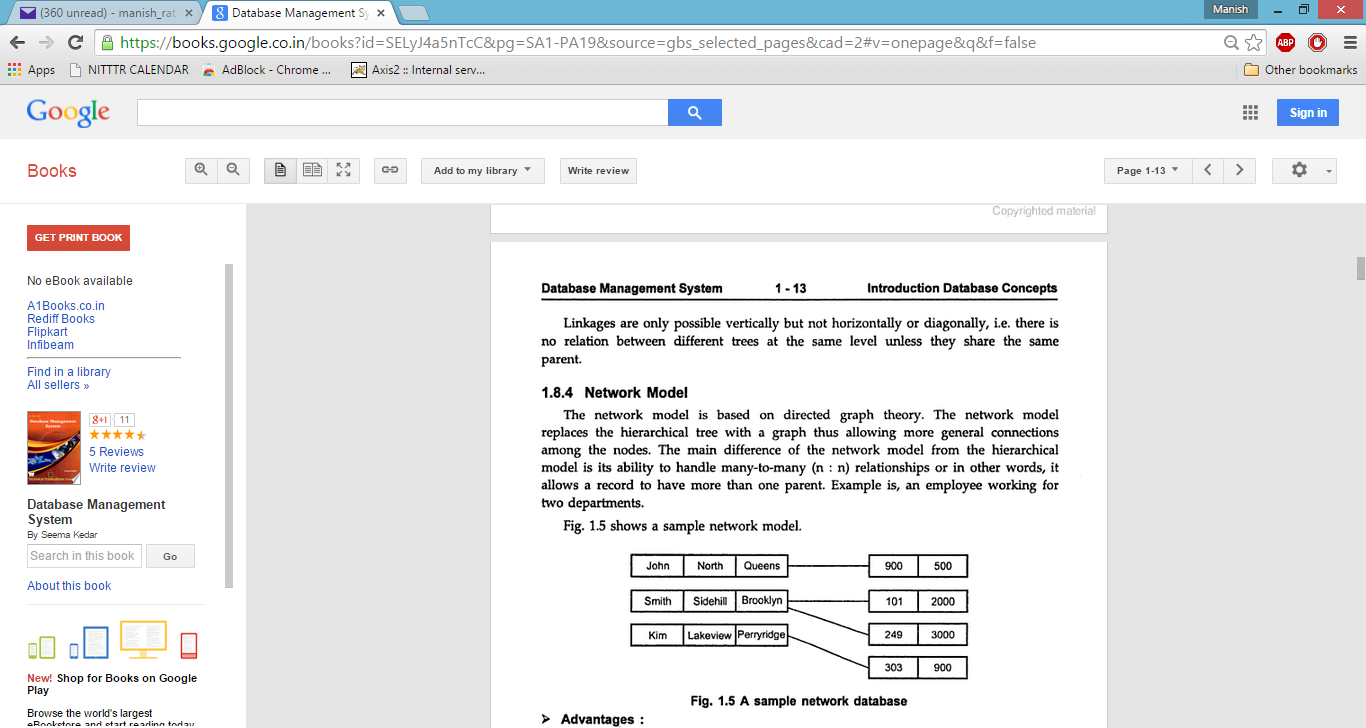 (360 unread) - manish_rat
Database Management Sy
Manish
https://books.google.co.in/books?id=SELyJ4a5nTcC&pg=SA1-PA19&source=gbs_selected_pages&cad=2#v=onepage&q&f=false
ABP
Apps
NITTTR CALENDAR
AdBlock - Chrome ...
Axis2 :: Internal serv...
Other bookmarks
Google
Sign in
Books
Add to my library
Write review
Page 1-13
GET PRINT BOOK
No eBook available
A1Books.co.in
Rediff Books
Flipkart
Infibeam
Find in a library
All sellers »
g+1 11
5 Reviews
Write review
Database Management
System
By Seema Kedar
Search in this book
Go
About this book
New! Shop for Books on Google
Play
Browse the world's largest
eBookstore and start reading today
Copyrighted material
Database Management System 1 - 13 Introduction Database Concepts
Linkages are only possible vertically but not horizontally or diagonally, i.e. there is
no relation between different trees at the same level unless they share the same
parent.
1.8.4 Network Model
The network model is based on directed graph theory. The network model
replaces the hierarchical tree with a graph thus allowing more general connections
among the nodes. The main difference of the network model from the hierarchical
model is its ability to handle many-to-many (n : n) relationships or in other words, it
allows a record to have more than one parent. Example is, an employee working for
two departments.
Fig. 1.5 shows a sample network model.
John North Queens 900 500
Smith Sidehill Brooklyn 101 2000
Kim Lakeview Perryridge 249 3000
303 900
Fig. 1.5 A sample network database
➤ Advantages :